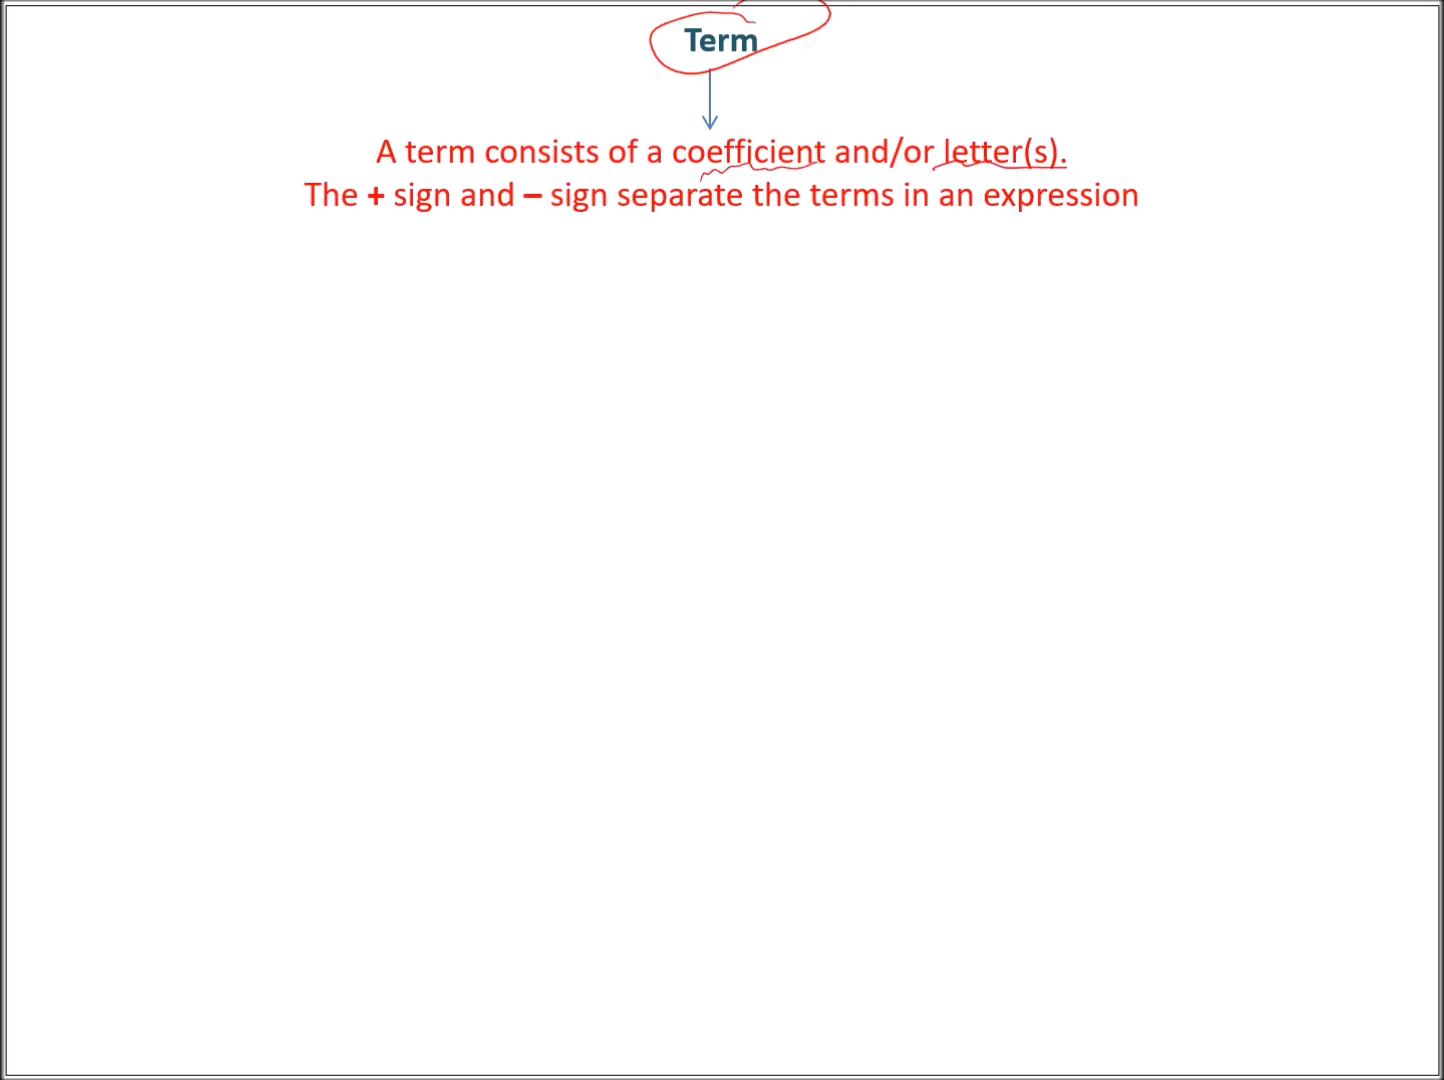 Term
A term consists of a coefficient and/or letter(s).
The + sign and – sign separate the terms in an expression